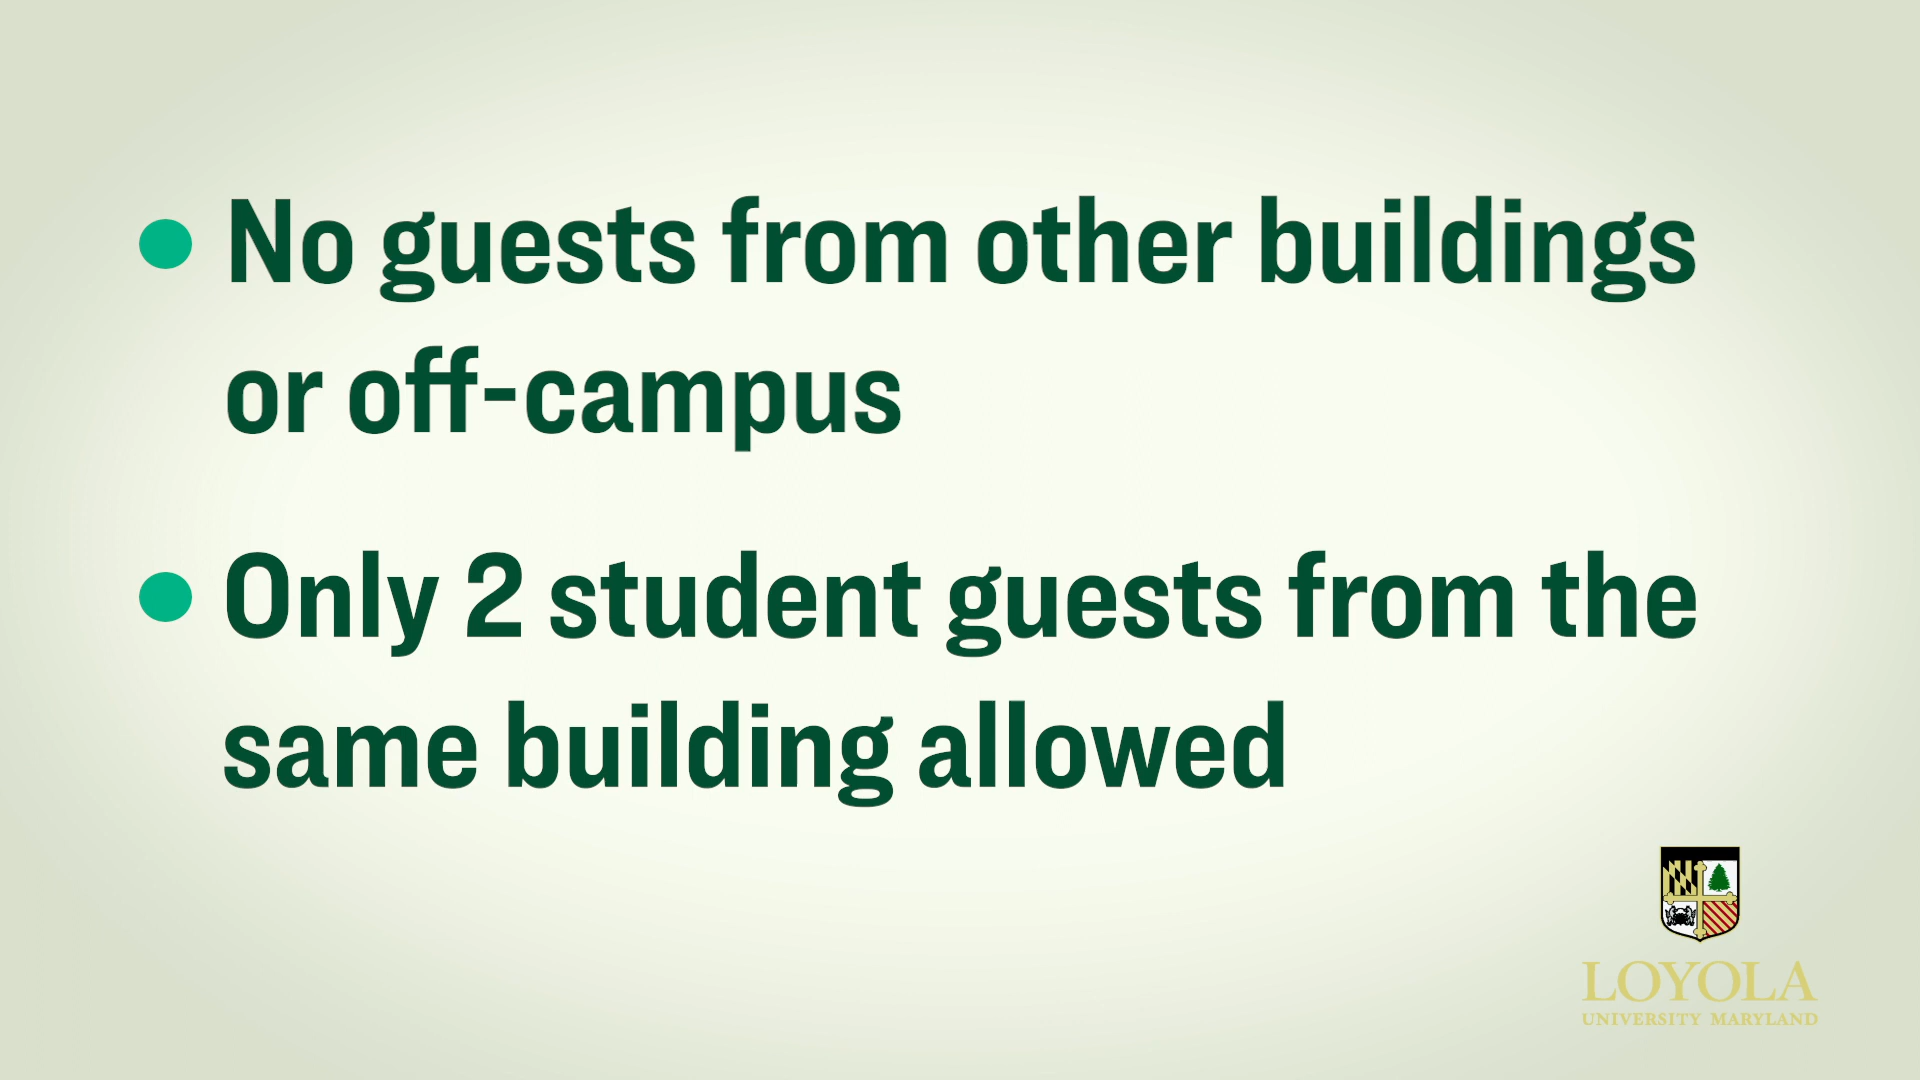 No guests from other buildings
or off-campus
Only 2 student guests from the
same building allowed
LOYOLA
UNIVERSITY MARYLAND